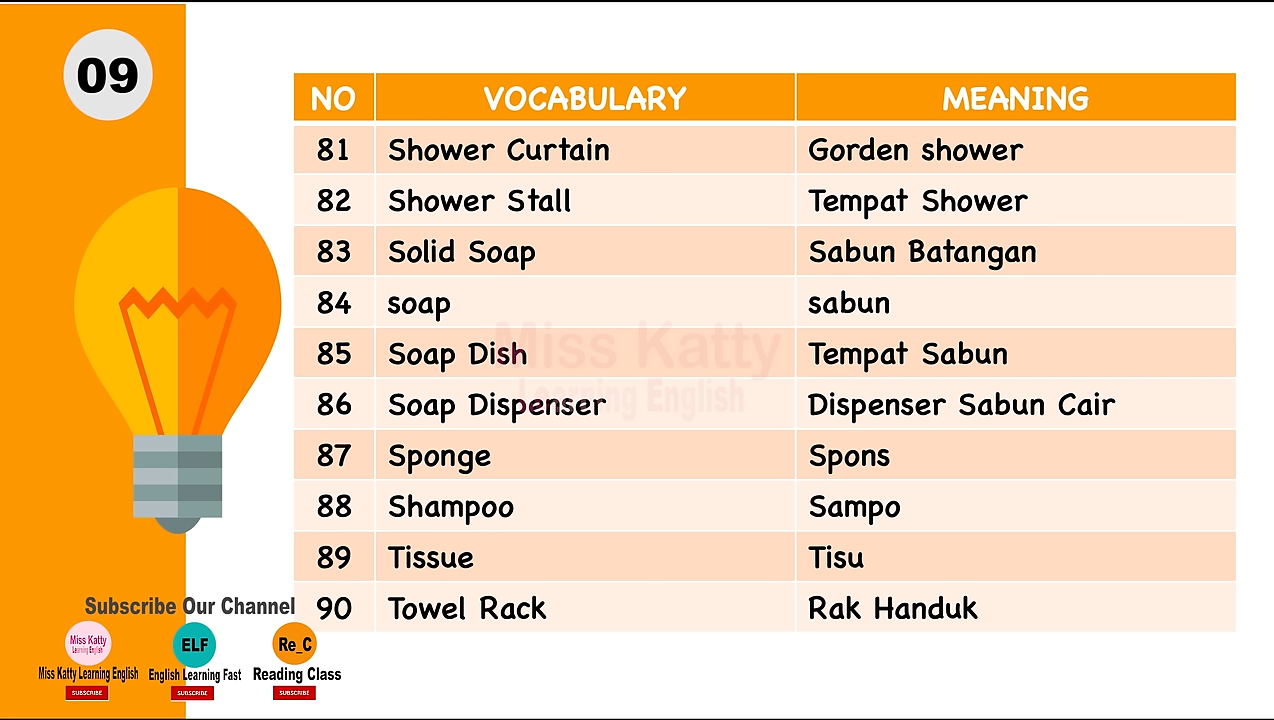 09
NO VOCABULARY MEANING
81 Shower Curtain Gorden shower
82 Shower Stall Tempat Shower
83 Solid Soap Sabun Batangan
84 soap sabun
85 Soap Dish Tempat Sabun
86 Soap Dispenser Dispenser Sabun Cair
87 Sponge Spons
88 Shampoo Sampo
89 Tissue Tisu
90 Towel Rack Rak Handuk
Miss Katty
Learning English
Subscribe Our Channel
Miss Katty
Learning English
ELF
Re_C
Miss Katty Learning English English Learning Fast Reading Class
SUBSCRIBE SUBSCRIBE SUBSCRIBE